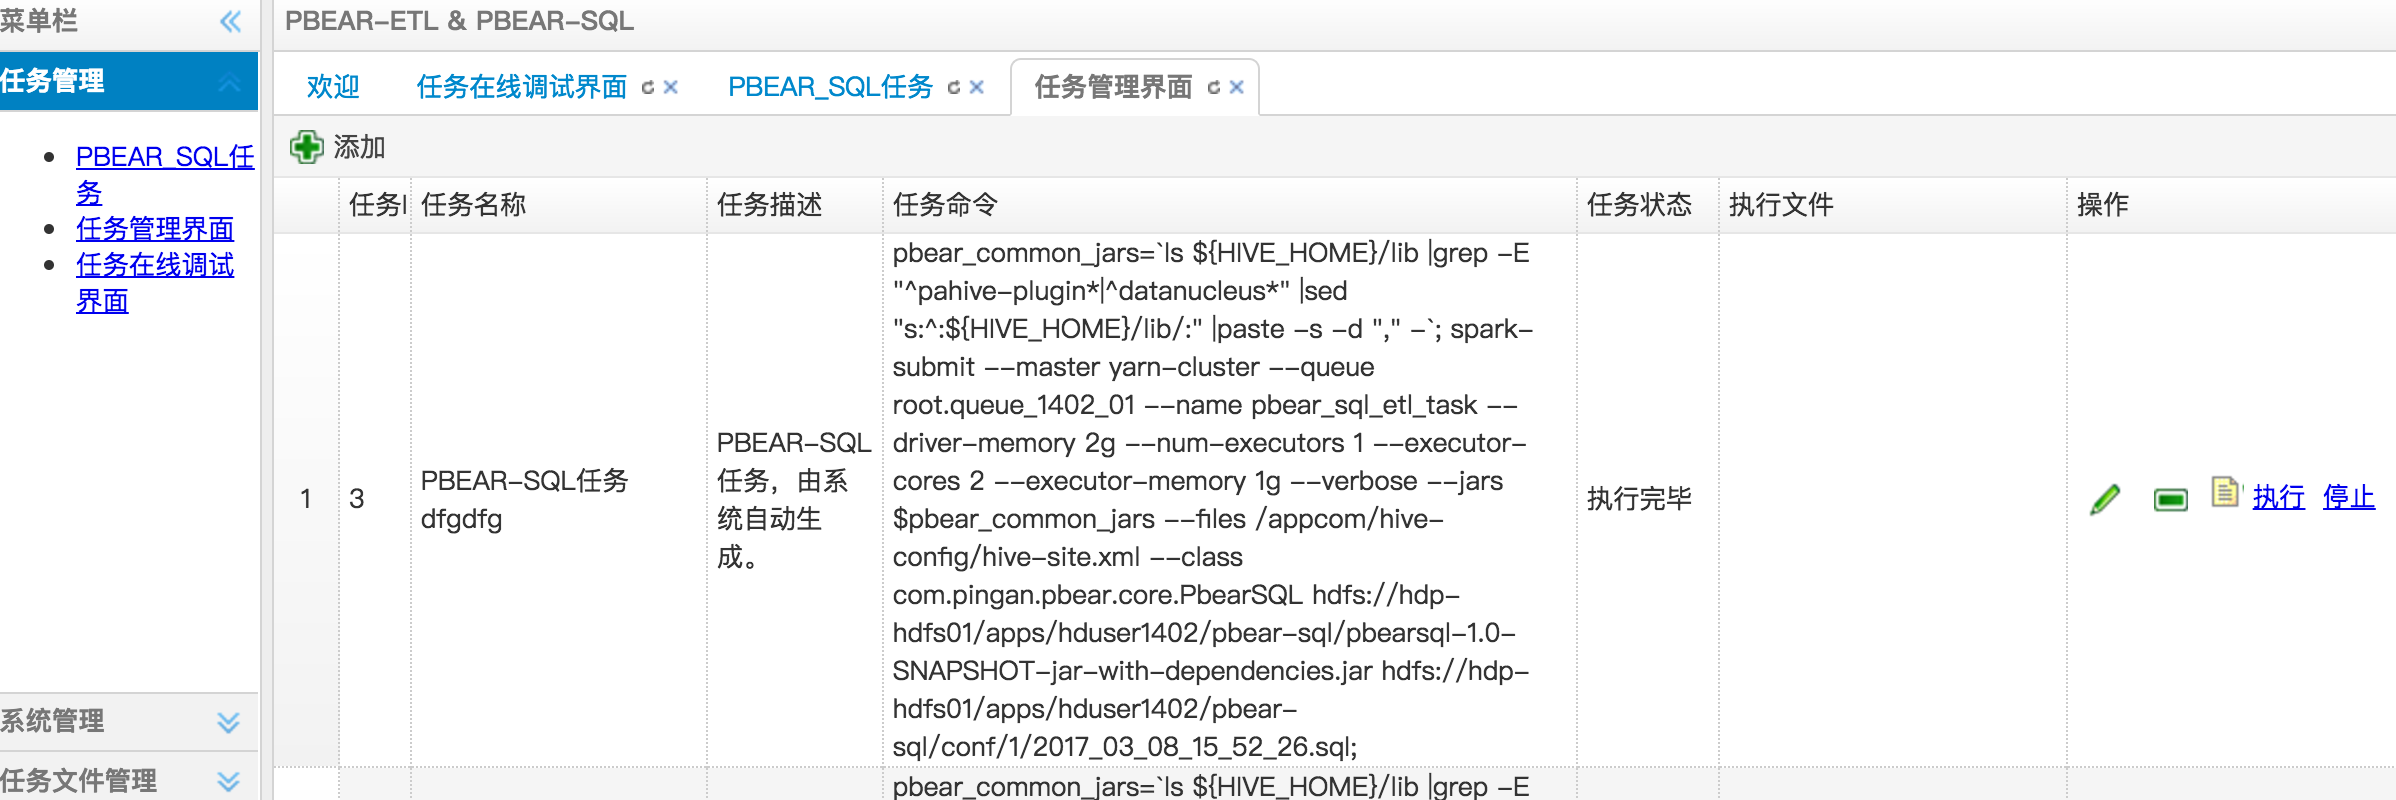 菜单栏
任务管理
PBEAR_SQL任
务
任务管理界面
任务在线调试
界面
系统管理
任务文件管理
PBEAR-ETL & PBEAR-SQL
欢迎
任务在线调试界面
PBEAR_SQL任务
任务管理界面
添加
任务I 任务名称 任务描述 任务命令 任务状态 执行文件 操作
1
3
PBEAR-SQL任务
dfgdfg
PBEAR-SQL
任务，由系
统自动生
成。
pbear_common_jars=`ls ${HIVE_HOME}/lib |grep -E
"^pahive-plugin*|^datanucleus*" |sed
"s:^:${HIVE_HOME}/lib/:" |paste -s -d "," -`; spark-
submit --master yarn-cluster --queue
root.queue_1402_01 --name pbear_sql_etl_task --
driver-memory 2g --num-executors 1 --executor-
cores 2 --executor-memory 1g --verbose --jars
$pbear_common_jars --files /appcom/hive-
config/hive-site.xml --class
com.pingan.pbear.core.PbearSQL hdfs://hdp-
hdfs01/apps/hduser1402/pbear-sql/pbearsql-1.0-
SNAPSHOT-jar-with-dependencies.jar hdfs://hdp-
hdfs01/apps/hduser1402/pbear-
sql/conf/1/2017_03_08_15_52_26.sql;
执行完毕
执行 停止
pbear_common_jars=`ls ${HIVE_HOME}/lib |grep -E